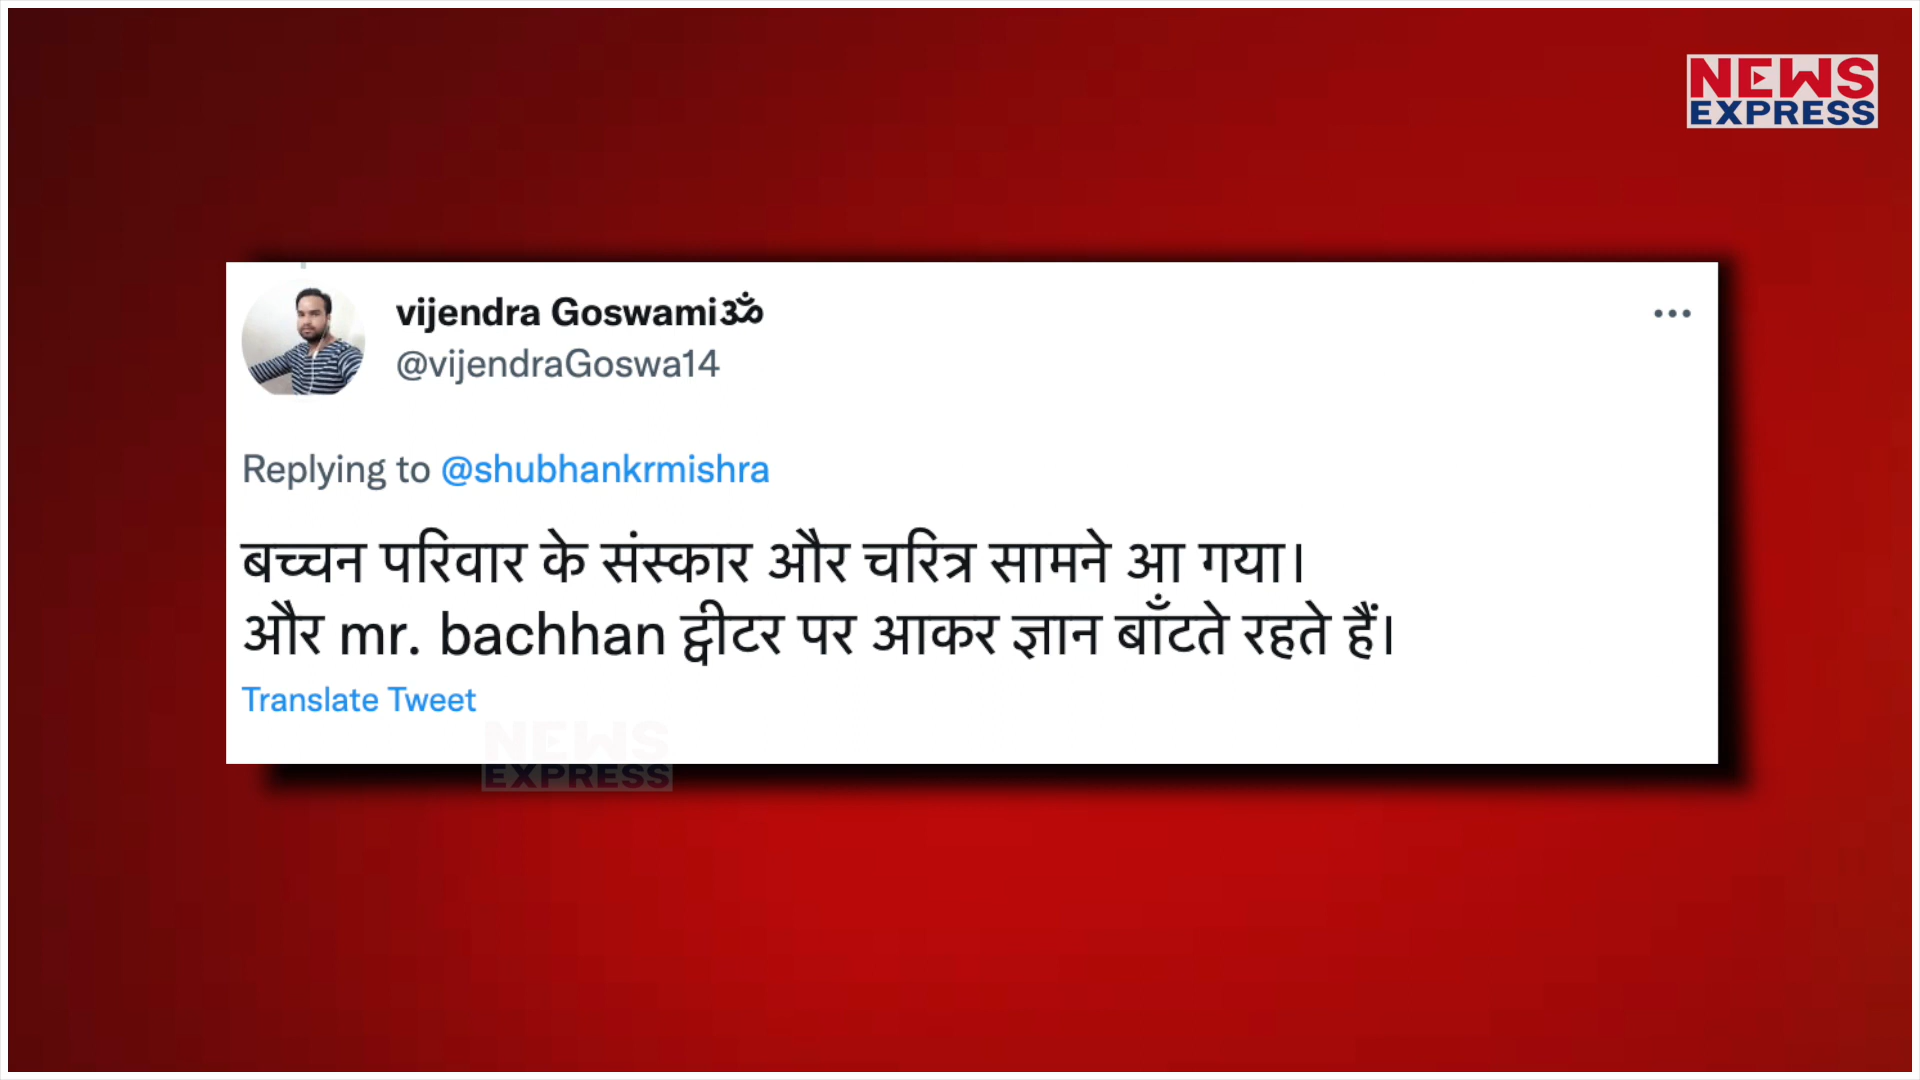 NEWS
EXPRESS
vijendra Goswamiॐ
@vijendraGoswa14
Replying to @shubhankrmishra
बच्चन परिवार के संस्कार और चरित्र सामने आ गया।
और mr. bachhan ट्वीटर पर आकर ज्ञान बाँटते रहते हैं।
Translate Tweet
NEWS
EXPRESS